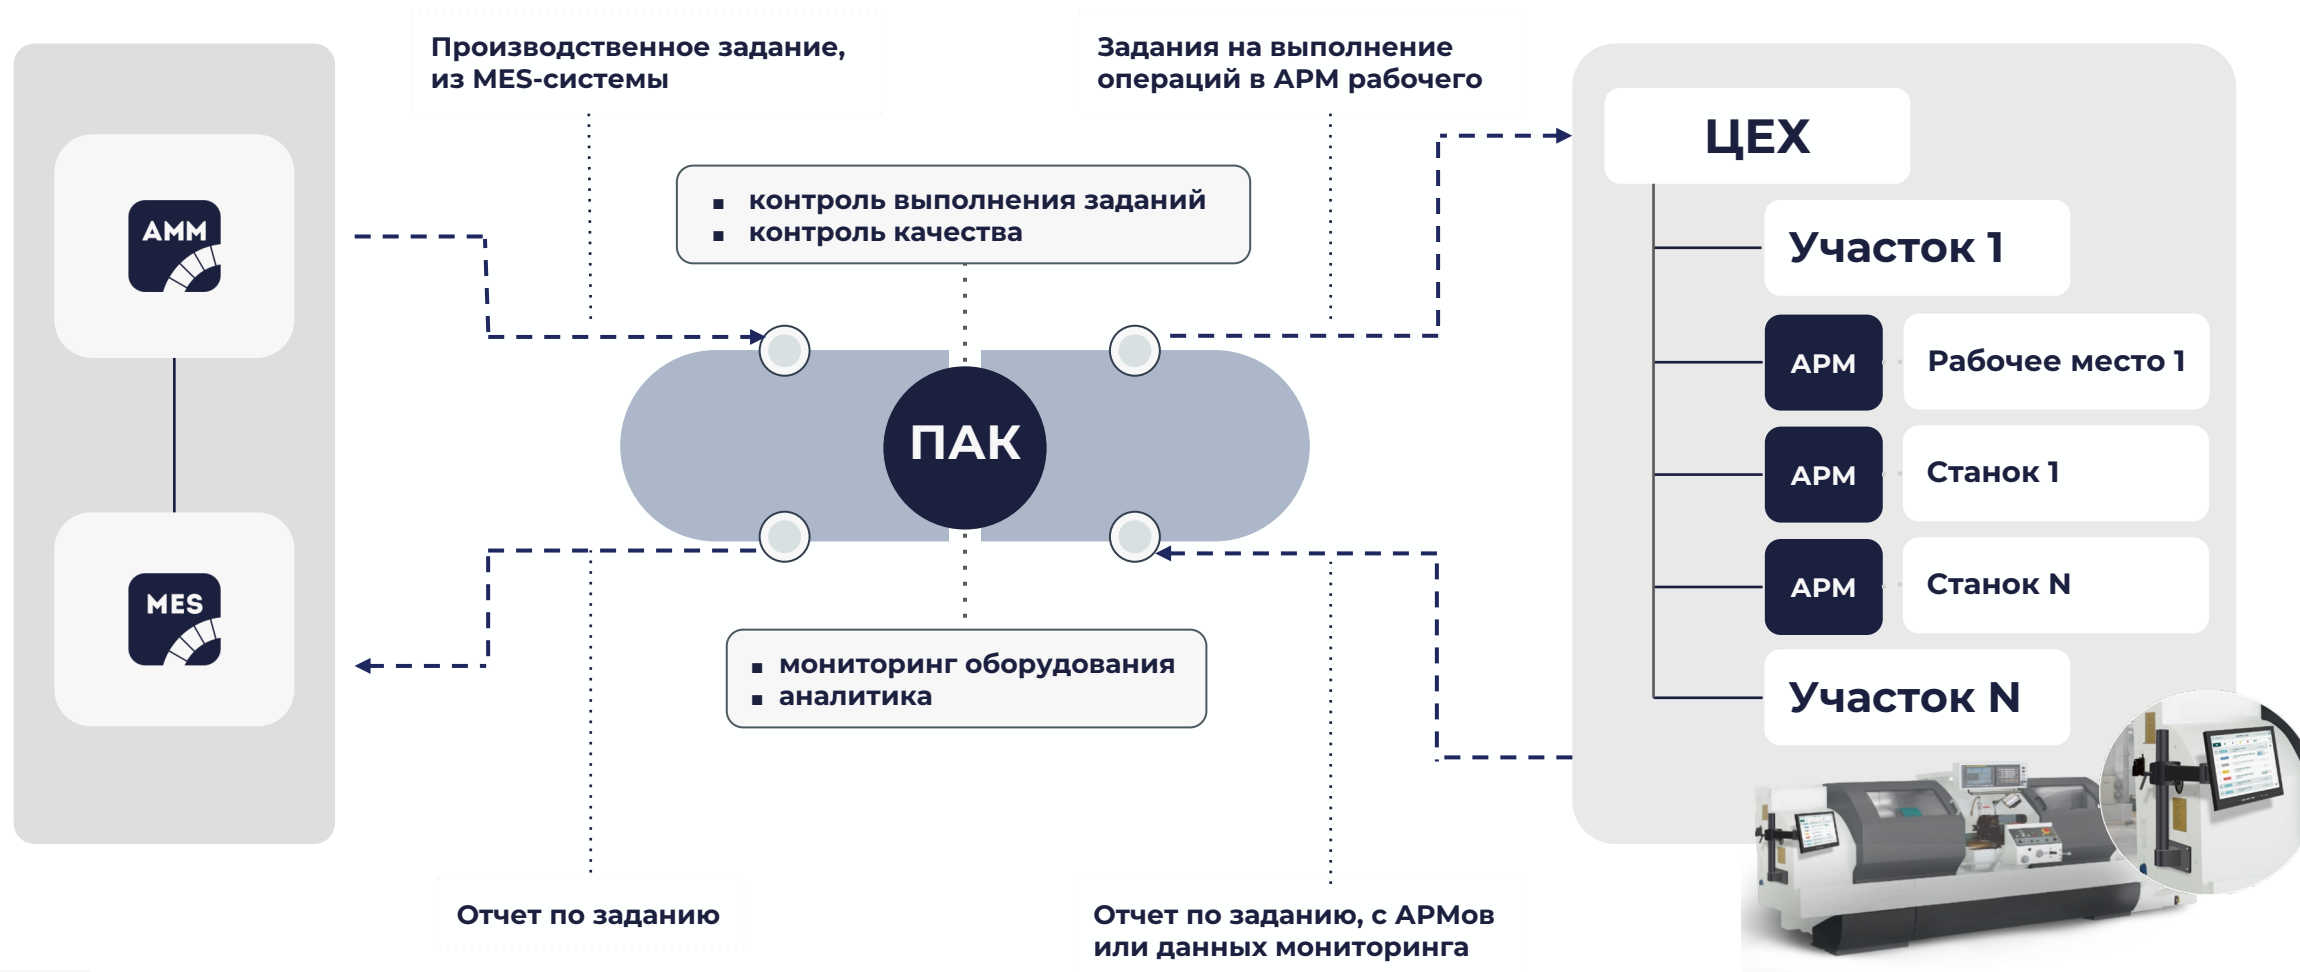 Производственное задание,
из MES-системы
Задания на выполнение
операций в АРМ рабочего
АММ
MES
▪ контроль выполнения заданий
▪ контроль качества
ПАК
▪ мониторинг оборудования
▪ аналитика
Отчет по заданию
Отчет по заданию, с АРМов
или данных мониторинга
ЦЕХ
Участок 1
АРМ Рабочее место 1
АРМ Станок 1
АРМ Станок N
Участок N